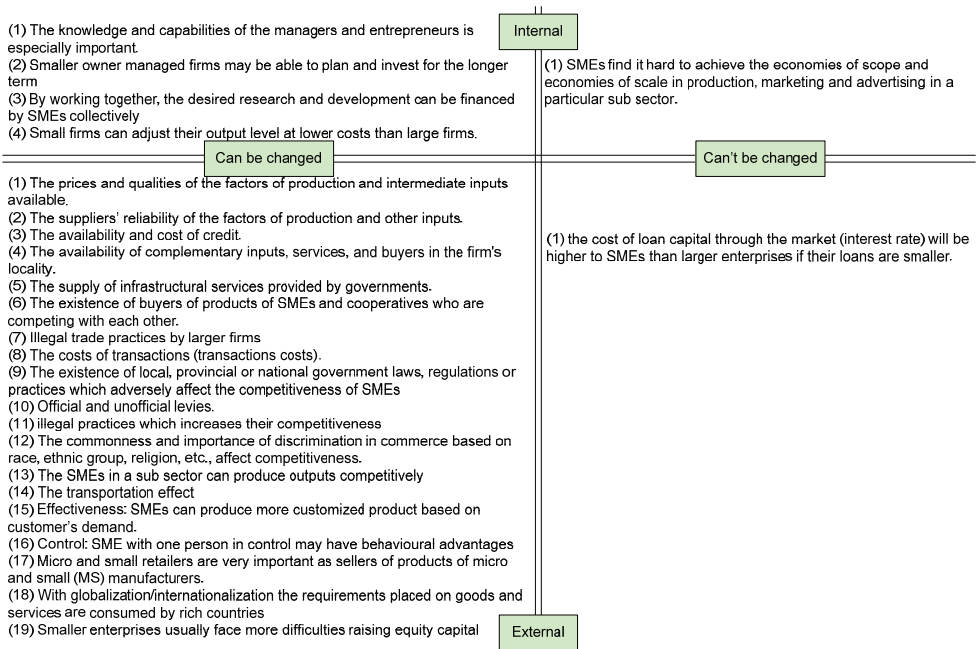 Internal
(1) The knowledge and capabilities of the managers and entrepreneurs is
especially important.
(2) Smaller owner managed firms may be able to plan and invest for the longer
term
(3) By working together, the desired research and development can be financed
by SMEs collectively
(4) Small firms can adjust their output level at lower costs than large firms.
(1) SMEs find it hard to achieve the economies of scope and
economies of scale in production, marketing and advertising in a
particular sub sector.
Can be changed
Can't be changed
(1) The prices and qualities of the factors of production and intermediate inputs
available.
(2) The suppliers' reliability of the factors of production and other inputs.
(3) The availability and cost of credit.
(4) The availability of complementary inputs, services, and buyers in the firm's
locality.
(5) The supply of infrastructural services provided by governments.
(6) The existence of buyers of products of SMEs and cooperatives who are
competing with each other.
(7) Illegal trade practices by larger firms
(8) The costs of transactions (transactions costs).
(9) The existence of local, provincial or national government laws, regulations or
practices which adversely affect the competitiveness of SMEs
(10) Official and unofficial levies.
(11) illegal practices which increases their competitiveness
(12) The commonness and importance of discrimination in commerce based on
race, ethnic group, religion, etc., affect competitiveness.
(13) The SMEs in a sub sector can produce outputs competitively
(14) The transportation effect
(15) Effectiveness: SMEs can produce more customized product based on
customer's demand.
(16) Control: SME with one person in control may have behavioural advantages
(17) Micro and small retailers are very important as sellers of products of micro
and small (MS) manufacturers.
(18) With globalization/internationalization the requirements placed on goods and
services are consumed by rich countries
(19) Smaller enterprises usually face more difficulties raising equity capital
(1) the cost of loan capital through the market (interest rate) will be
higher to SMEs than larger enterprises if their loans are smaller.
External